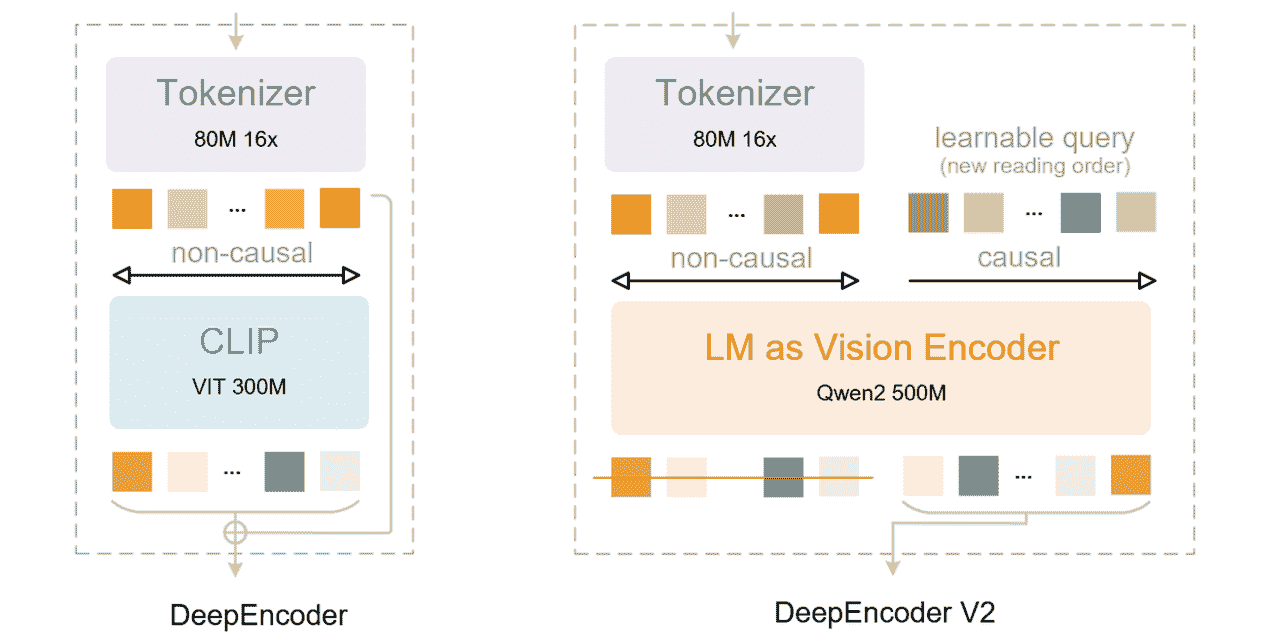 Tokenizer
80M 16x
...
non-causal
CLIP
VIT 300M
...
DeepEncoder
Tokenizer
80M 16x
learnable query
(new reading order)
...
...
non-causal
causal
LM as Vision Encoder
Qwen2 500M
...
DeepEncoder V2